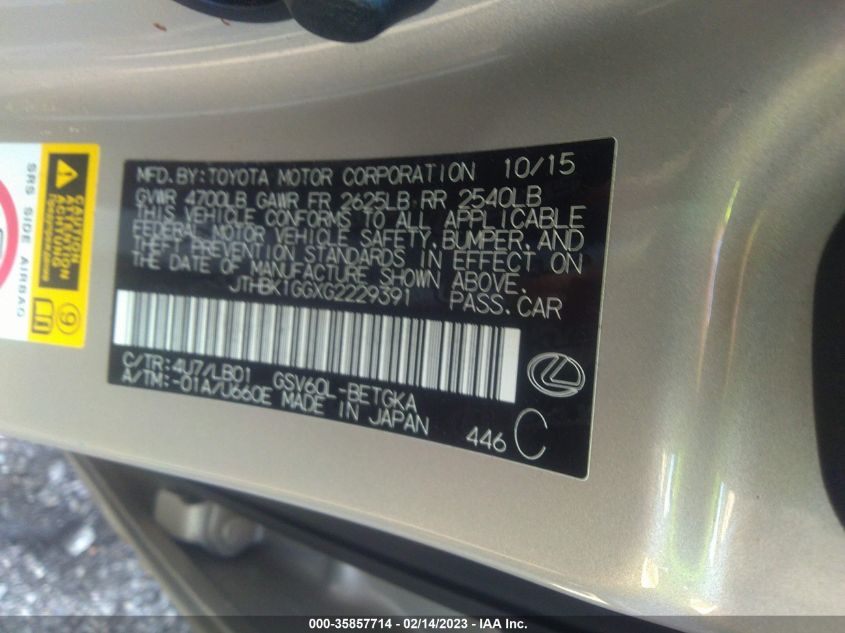 MFD.BY:TOYOTA MOTOR CORPORATION 10/15
GVWR 4700LB GAWR FR 2625LB RR 2540LB
THIS VEHICLE CONFORMS TO ALL APPLICABLE
FEDERAL MOTOR VEHICLE SAFETY, BUMPER, AND
THEFT PREVENTION STANDARDS IN EFFECT ON
THE DATE OF MANUFACTURE SHOWN ABOVE.
JTHBK1GGXG2229391 PASS.CAR
C/TR:4U7/LB01 GSV60L-BETGKA
A/TM:-01A/U660E MADE IN JAPAN
446 C
SRS SIDE AIRBAG
CAUTION
ATTENTION
ACHTUNG
9
000-35857714 - 02/14/2023 - IAA Inc.